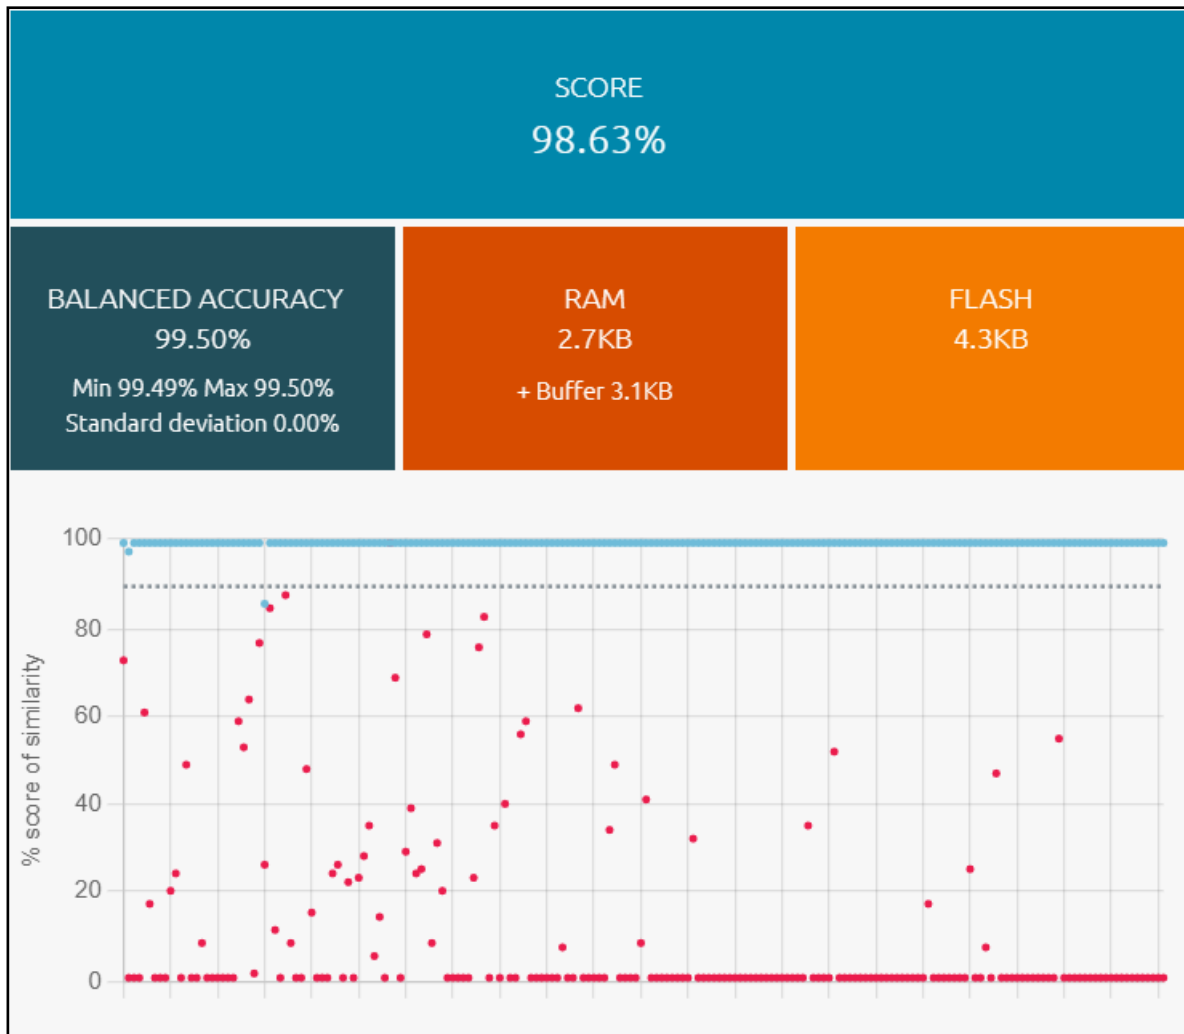 SCORE
98.63%
BALANCED ACCURACY
99.50%
Min 99.49% Max 99.50%
Standard deviation 0.00%
RAM
2.7KB
+ Buffer 3.1KB
FLASH
4.3KB
% score of similarity
100
80
60
40
20
0